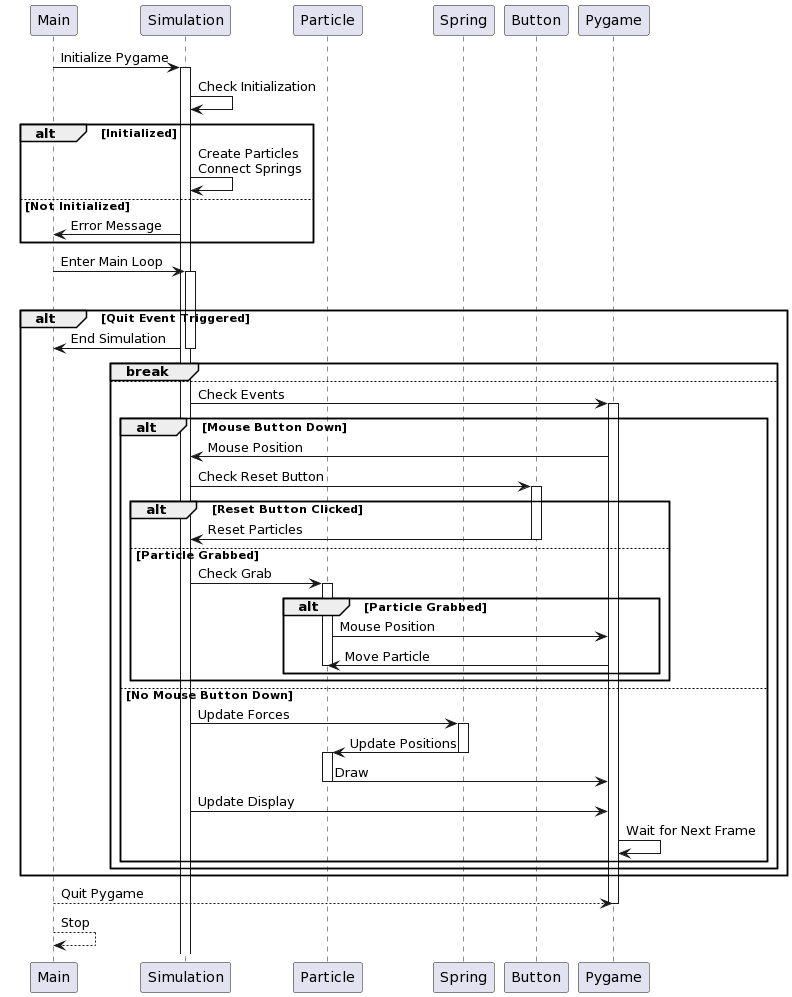 Main Simulation Particle Spring Button Pygame
Initialize Pygame
Check Initialization
alt [Initialized]
Create Particles
Connect Springs
[Not Initialized]
Error Message
Enter Main Loop
alt [Quit Event Triggered]
End Simulation
break
Check Events
alt [Mouse Button Down]
Mouse Position
Check Reset Button
alt [Reset Button Clicked]
Reset Particles
[Particle Grabbed]
Check Grab
alt [Particle Grabbed]
Mouse Position
Move Particle
[No Mouse Button Down]
Update Forces
Update Positions
Draw
Update Display
Wait for Next Frame
Quit Pygame
Stop
Main Simulation Particle Spring Button Pygame